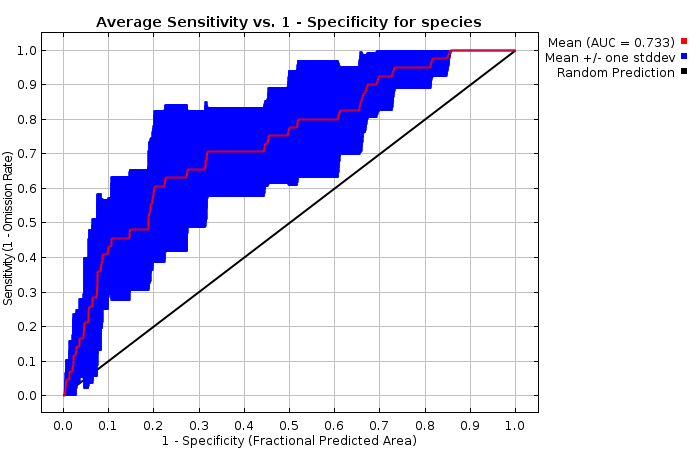 Average Sensitivity vs. 1 - Specificity for species
Mean (AUC = 0.733)
Mean +/- one stddev
Random Prediction
Sensitivity (1 - Omission Rate)
1.0
0.9
0.8
0.7
0.6
0.5
0.4
0.3
0.2
0.1
0.0
0.0 0.1 0.2 0.3 0.4 0.5 0.6 0.7 0.8 0.9 1.0
1 - Specificity (Fractional Predicted Area)